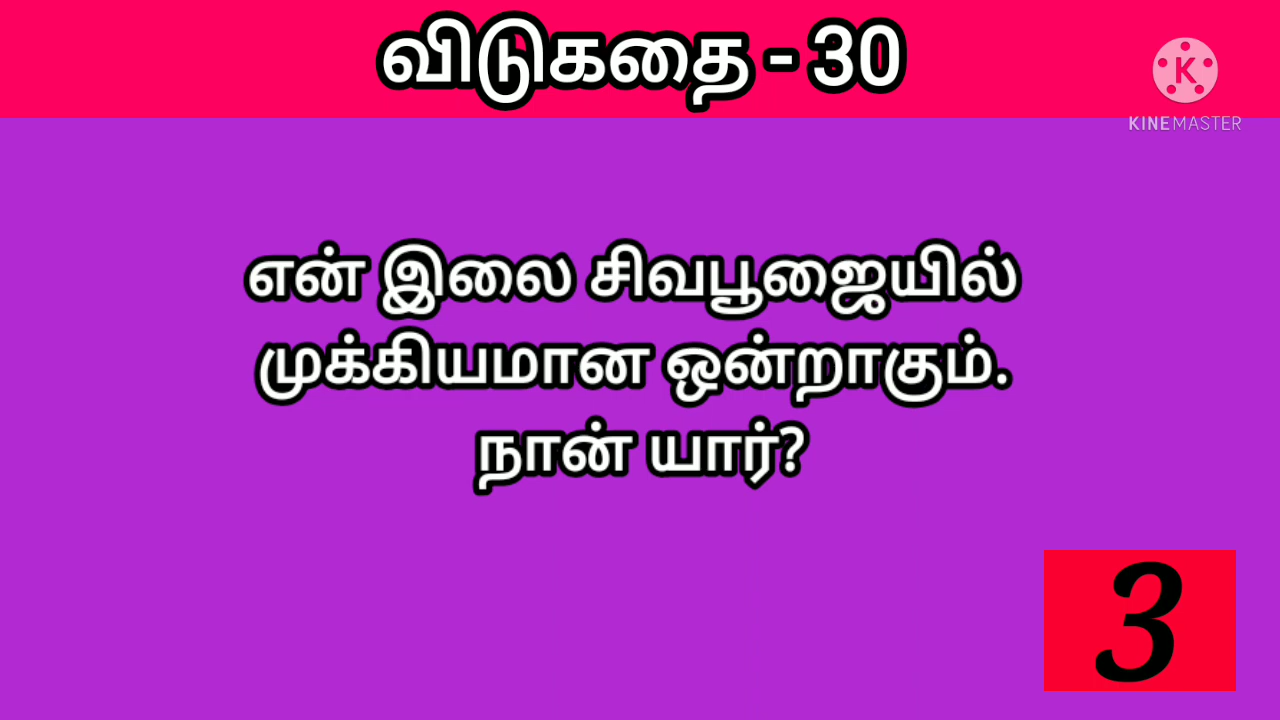 விடுகதை - 30
K
KINEMASTER
என் இலை சிவபூஜையில்
முக்கியமான ஒன்றாகும்.
நான் யார்?
3